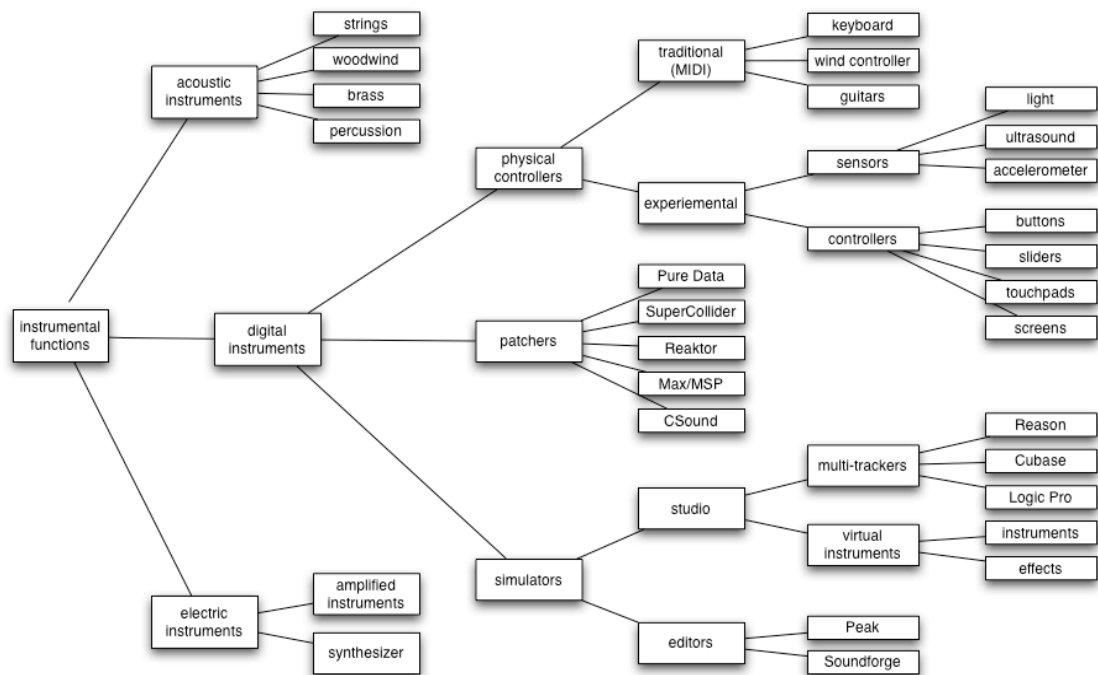 instrumental
functions
acoustic
instruments
strings
woodwind
brass
percussion
digital
instruments
physical
controllers
traditional
(MIDI)
keyboard
wind controller
guitars
experiemental
sensors
light
ultrasound
accelerometer
controllers
buttons
sliders
touchpads
screens
patchers
Pure Data
SuperCollider
Reaktor
Max/MSP
CSound
simulators
studio
multi-trackers
Reason
Cubase
Logic Pro
virtual
instruments
instruments
effects
editors
Peak
Soundforge
electric
instruments
amplified
instruments
synthesizer